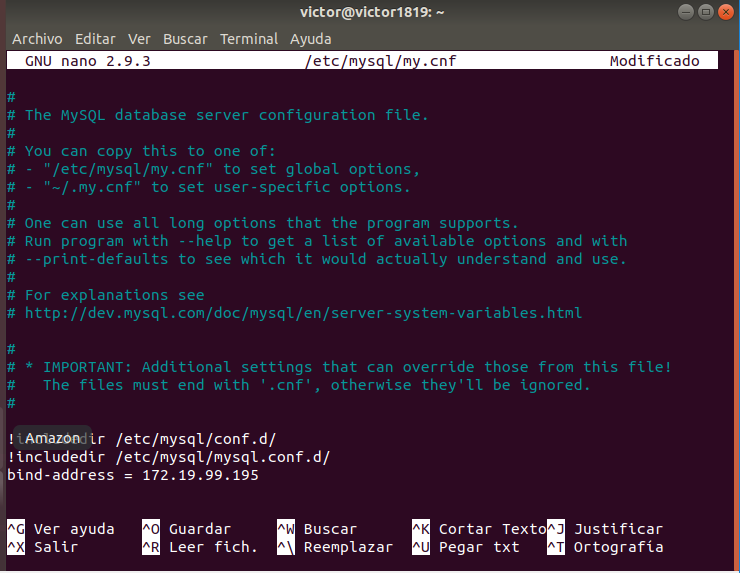 victor@victor1819: ~
Archivo Editar Ver Buscar Terminal Ayuda
GNU nano 2.9.3 /etc/mysql/my.cnf Modificado
#
# The MySQL database server configuration file.
#
# You can copy this to one of:
# - "/etc/mysql/my.cnf" to set global options,
# - "~/.my.cnf" to set user-specific options.
#
# One can use all long options that the program supports.
# Run program with --help to get a list of available options and with
# --print-defaults to see which it would actually understand and use.
#
# For explanations see
# http://dev.mysql.com/doc/mysql/en/server-system-variables.html
#
# * IMPORTANT: Additional settings that can override those from this file!
#   The files must end with '.cnf', otherwise they'll be ignored.
#
Amazon
!includedir /etc/mysql/conf.d/
!includedir /etc/mysql/mysql.conf.d/
bind-address = 172.19.99.195
^G Ver ayuda ^O Guardar ^W Buscar ^K Cortar Texto ^J Justificar
^X Salir ^R Leer fich. ^\ Reemplazar ^U Pegar txt ^T Ortografía